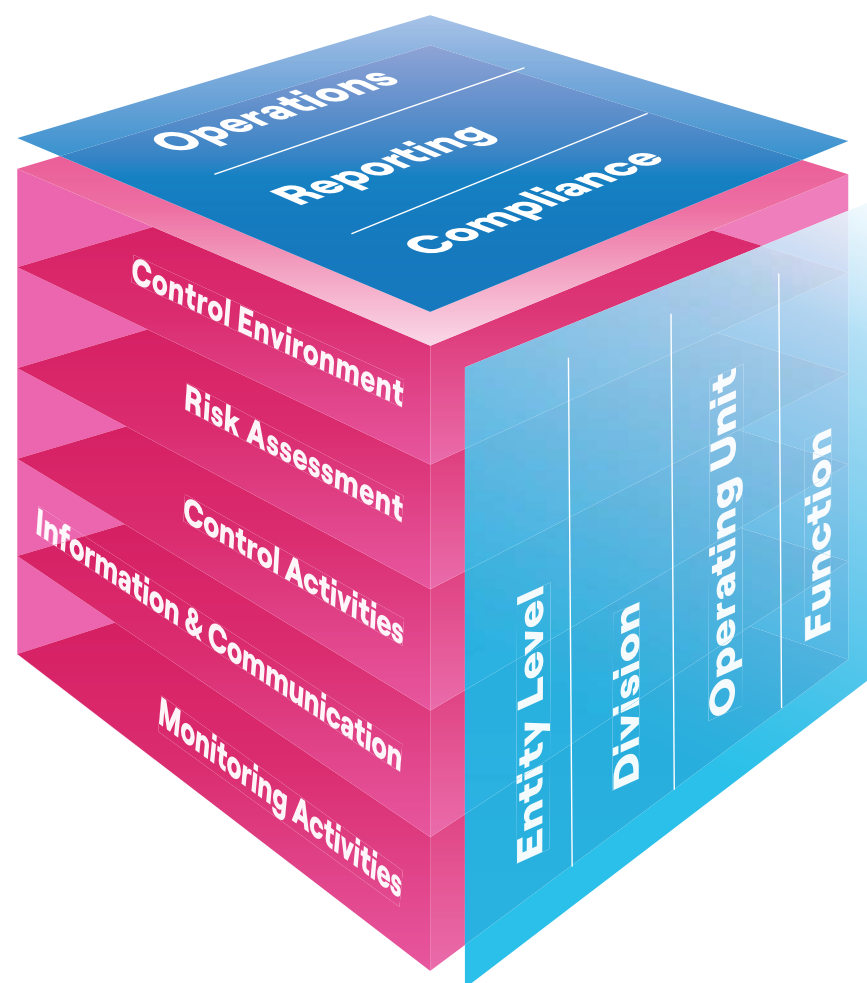 Operations
Reporting
Compliance
Control Environment
Risk Assessment
Control Activities
Information & Communication
Monitoring Activities
Entity Level
Division
Operating Unit
Function